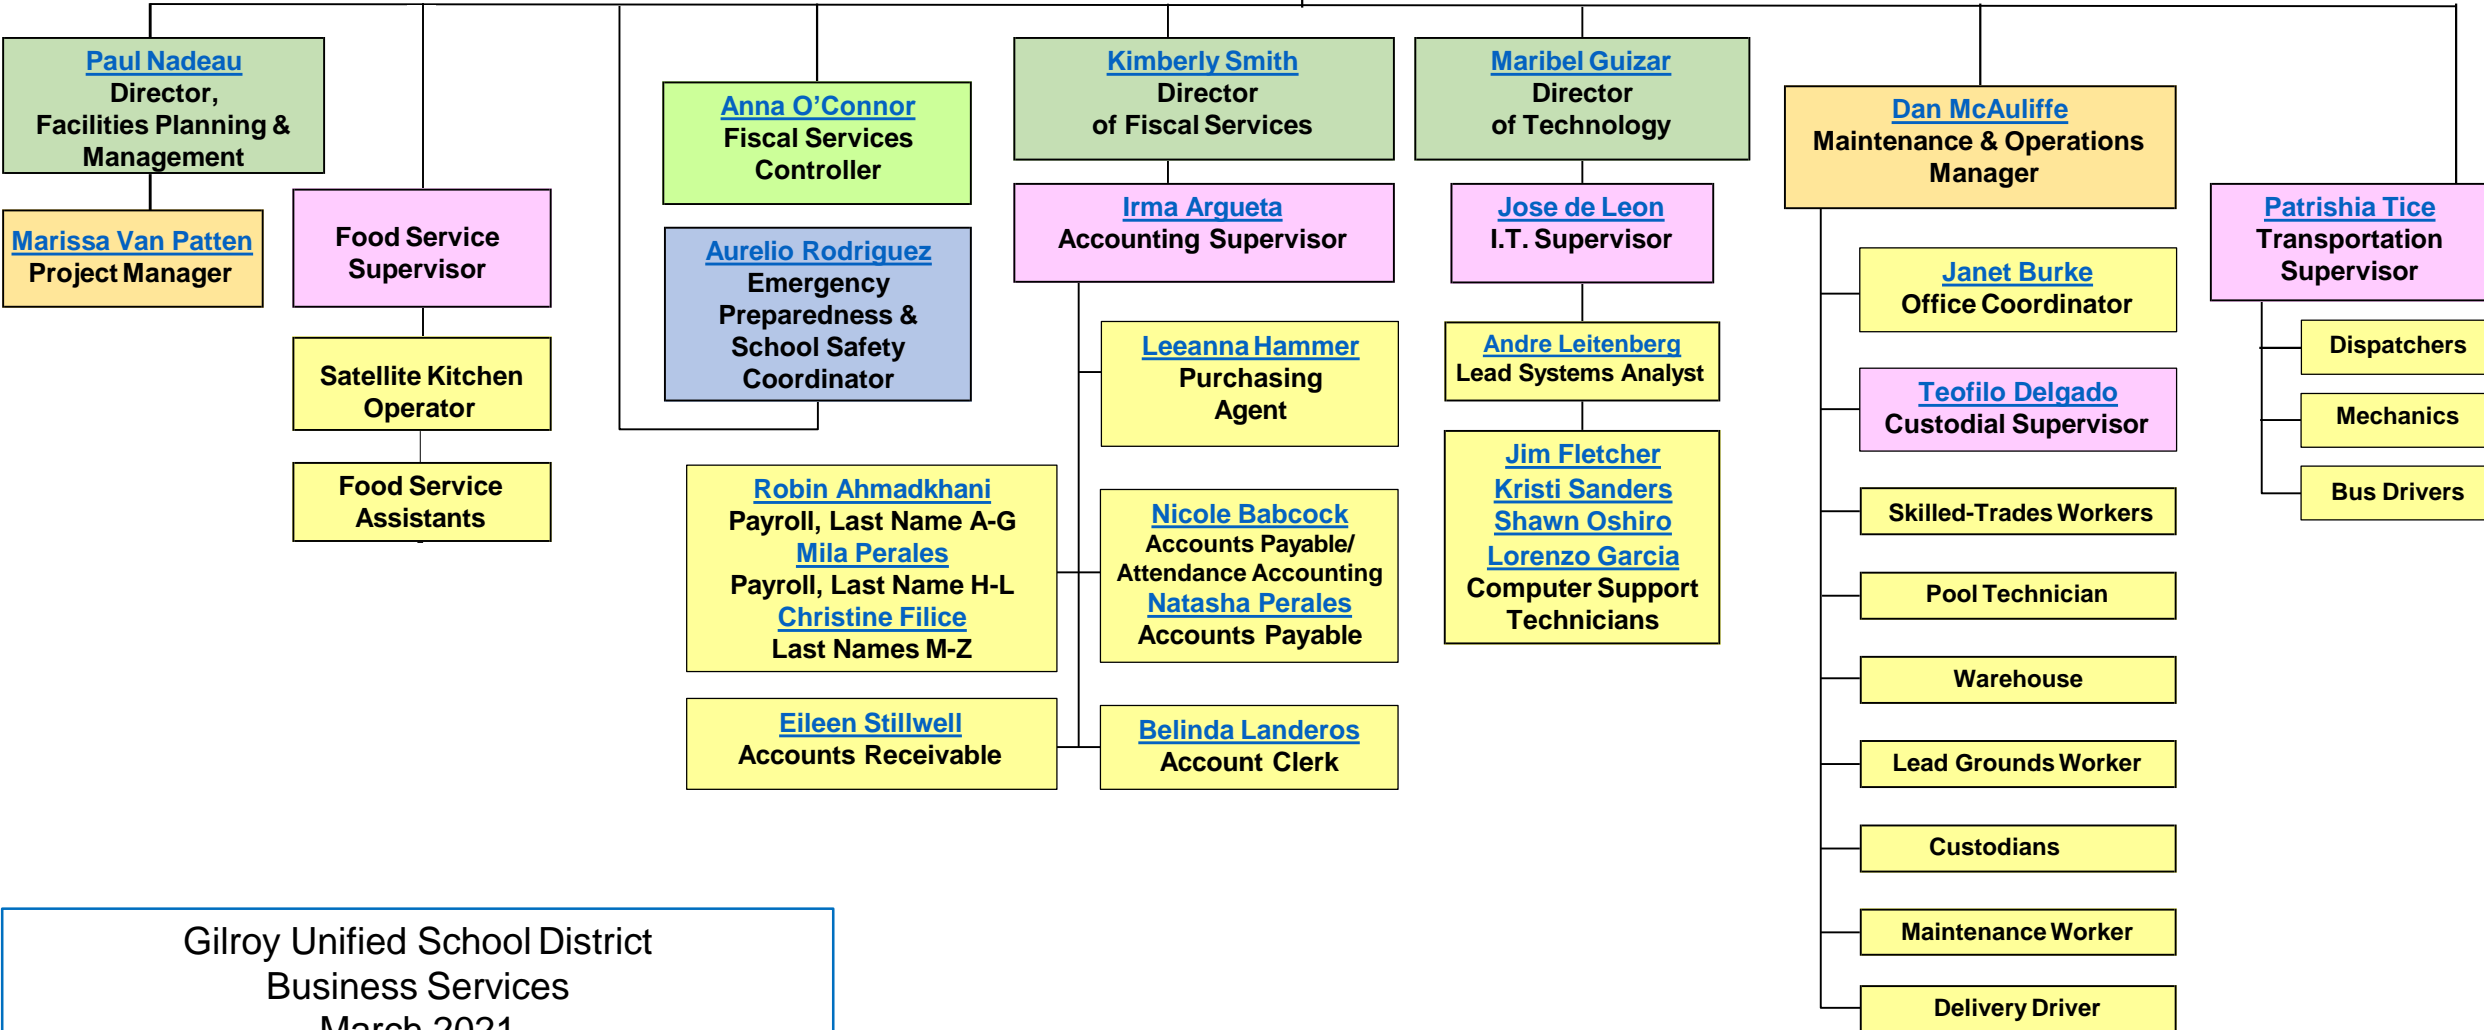 Paul Nadeau
Director,
Facilities Planning &
Management
Marissa Van Patten
Project Manager
Food Service
Supervisor
Satellite Kitchen
Operator
Food Service
Assistants
Anna O’Connor
Fiscal Services
Controller
Aurelio Rodriguez
Emergency
Preparedness &
School Safety
Coordinator
Kimberly Smith
Director
of Fiscal Services
Irma Argueta
Accounting Supervisor
Leeanna Hammer
Purchasing
Agent
Robin Ahmadkhani
Payroll, Last Name A-G
Mila Perales
Payroll, Last Name H-L
Christine Filice
Last Names M-Z
Nicole Babcock
Accounts Payable/
Attendance Accounting
Natasha Perales
Accounts Payable
Eileen Stillwell
Accounts Receivable
Belinda Landeros
Account Clerk
Maribel Guizar
Director
of Technology
Jose de Leon
I.T. Supervisor
Andre Leitenberg
Lead Systems Analyst
Jim Fletcher
Kristi Sanders
Shawn Oshiro
Lorenzo Garcia
Computer Support
Technicians
Dan McAuliffe
Maintenance & Operations
Manager
Janet Burke
Office Coordinator
Teofilo Delgado
Custodial Supervisor
Skilled-Trades Workers
Pool Technician
Warehouse
Lead Grounds Worker
Custodians
Maintenance Worker
Delivery Driver
Patrishia Tice
Transportation
Supervisor
Dispatchers
Mechanics
Bus Drivers
Gilroy Unified School District
Business Services
March 2021